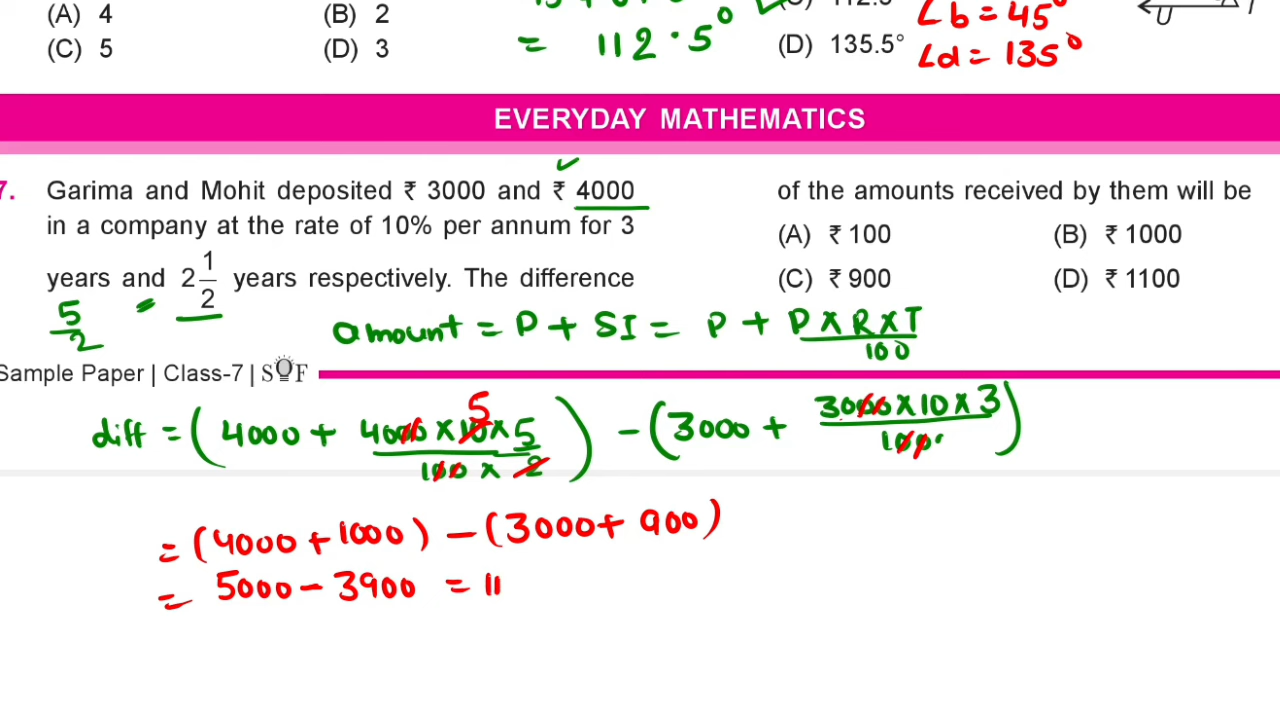 (A) 4
(B) 2
(C) 5
(D) 3
= 112.5°
(D) 135.5°
∠b = 45°
∠d = 135°
EVERYDAY MATHEMATICS
7. Garima and Mohit deposited ₹ 3000 and ₹ 4000
in a company at the rate of 10% per annum for 3
years and 2 1/2 years respectively. The difference
of the amounts received by them will be
(A) ₹ 100
(B) ₹ 1000
(C) ₹ 900
(D) ₹ 1100
5/2
amount = P + SI = P + P X R X T / 100
Sample Paper | Class-7 | SOF
5
diff = (4000 + 4000 x 10 x 5 / 100 x 2) - (3000 + 3000 x 10 x 3 / 100)
= (4000 + 1000) - (3000 + 900)
= 5000 - 3900 = 11